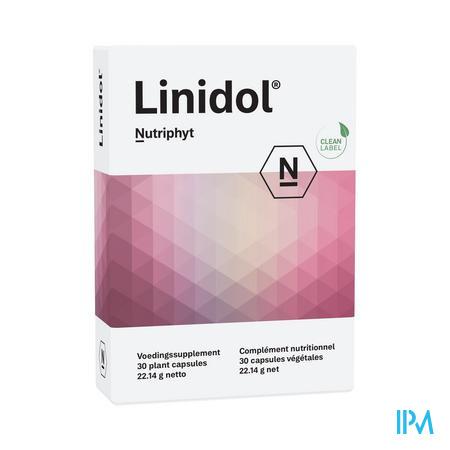 Linidol®
Nutriphyt
CLEAN
LABEL
N
Voedingssupplement
30 plant capsules
22.14 g netto
Complément nutritionnel
30 capsules végétales
22.14 g net
Linidol®
N
IPM